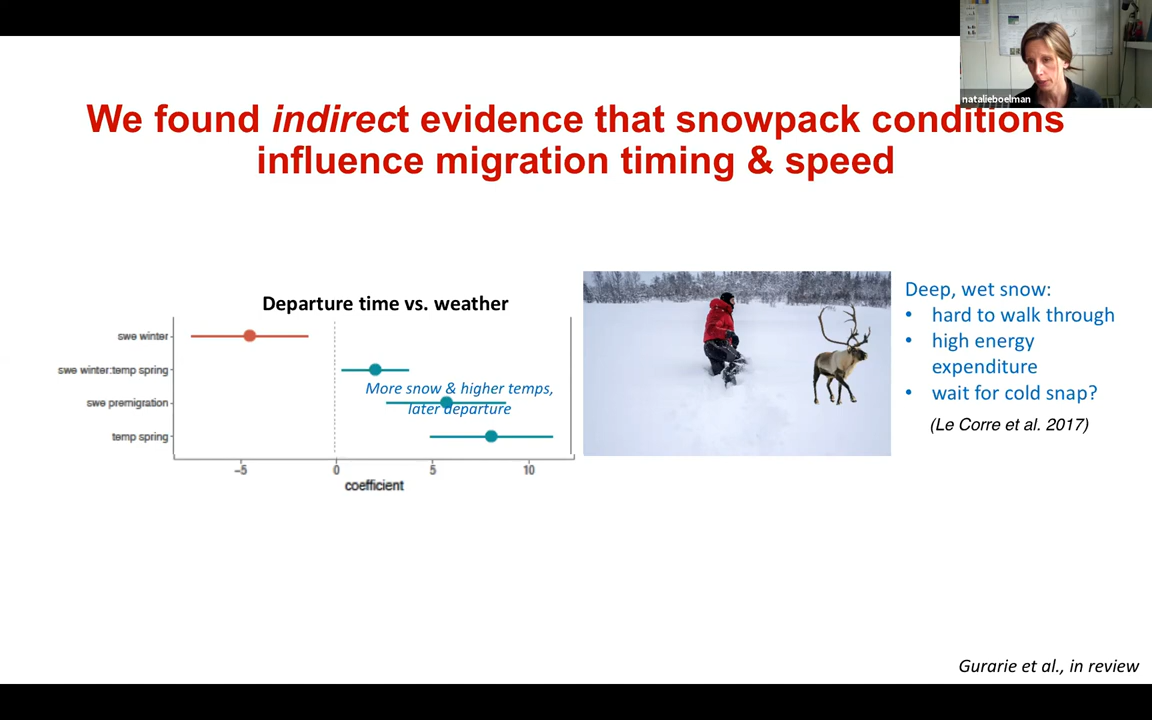 natalieboelman
We found indirect evidence that snowpack conditions
influence migration timing & speed
Departure time vs. weather
swe winter
swe winter:temp spring
swe premigration
temp spring
More snow & higher temps,
later departure
−5
0
5
10
coefficient
Deep, wet snow:
• hard to walk through
• high energy
expenditure
• wait for cold snap?
(Le Corre et al. 2017)
Gurarie et al., in review